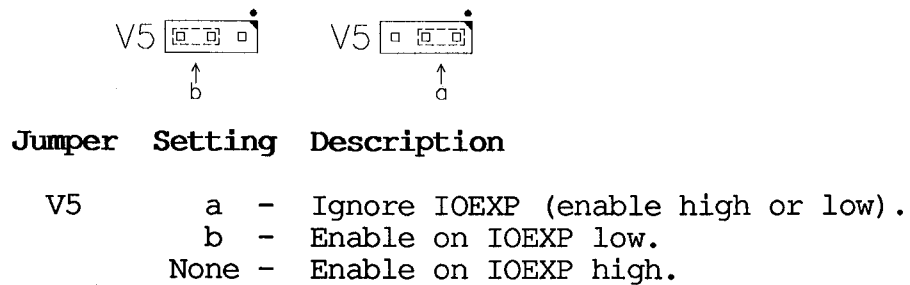 V5 V5
b a
Jumper Setting Description
V5 a - Ignore IOEXP (enable high or low).
b - Enable on IOEXP low.
None - Enable on IOEXP high.